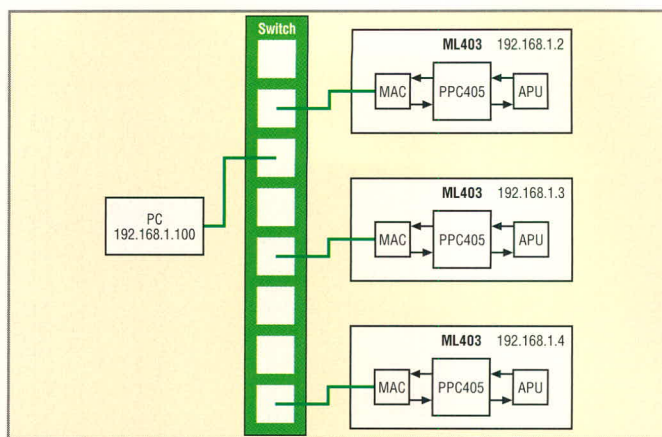 Switch
ML403 192.168.1.2
MAC
PPC405
APU
PC
192.168.1.100
ML403 192.168.1.3
MAC
PPC405
APU
ML403 192.168.1.4
MAC
PPC405
APU